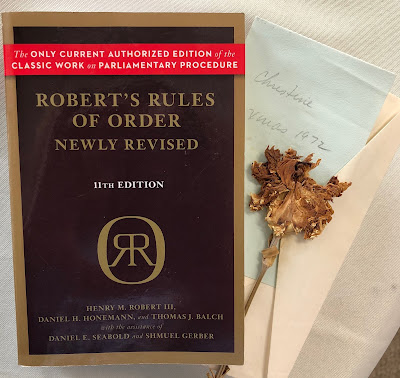 The ONLY CURRENT AUTHORIZED EDITION of the
CLASSIC WORK on PARLIAMENTARY PROCEDURE
ROBERT'S RULES
OF ORDER
NEWLY REVISED
11TH EDITION
RR
HENRY M. ROBERT III,
DANIEL H. HONEMANN, and THOMAS J. BALCH
with the assistance of
DANIEL E. SEABOLD and SHMUEL GERBER
Christine
Xmas 1972